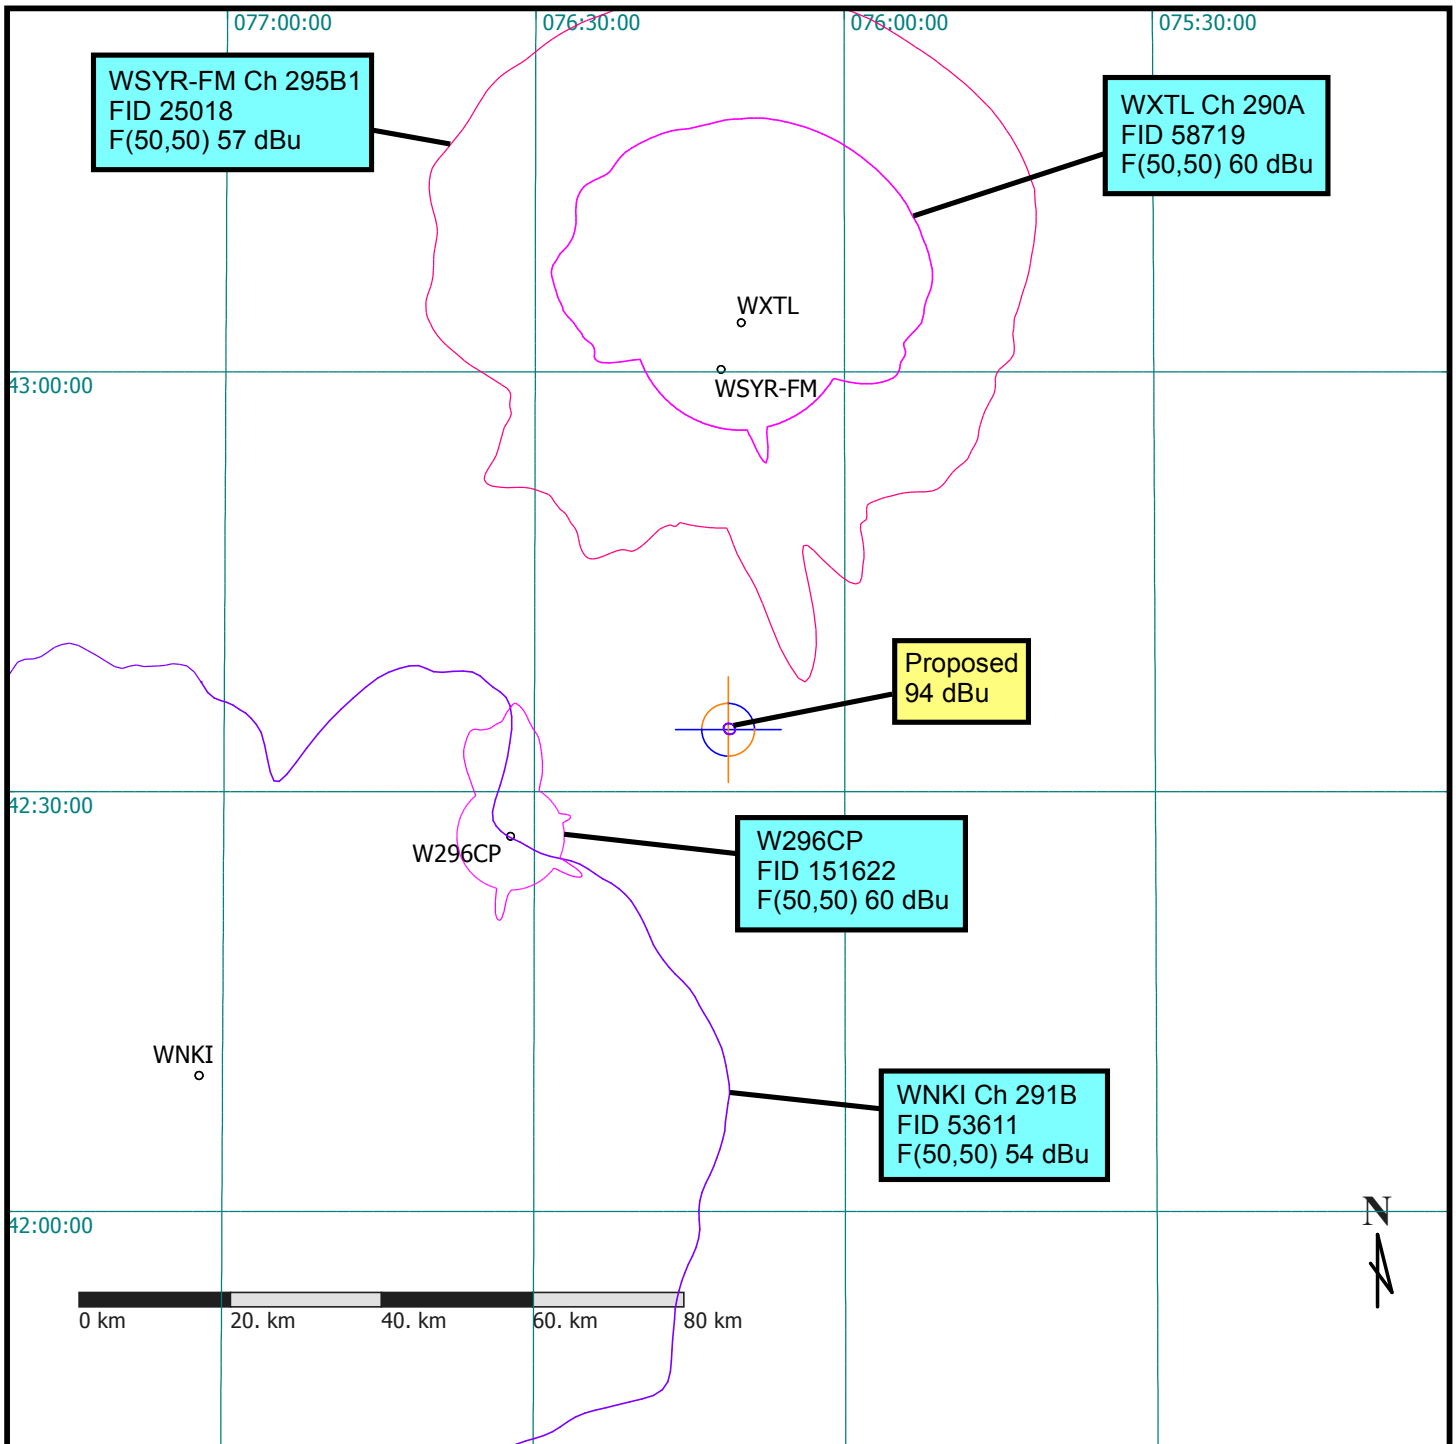 077:00:00
076:30:00
076:00:00
075:30:00
WSYR-FM Ch 295B1
FID 25018
F(50,50) 57 dBu
WXTL Ch 290A
FID 58719
F(50,50) 60 dBu
WXTL
WSYR-FM
43:00:00
Proposed
94 dBu
42:30:00
W296CP
W296CP
FID 151622
F(50,50) 60 dBu
WNKI
WNKI Ch 291B
FID 53611
F(50,50) 54 dBu
42:00:00
N
0 km
20. km
40. km
60. km
80 km